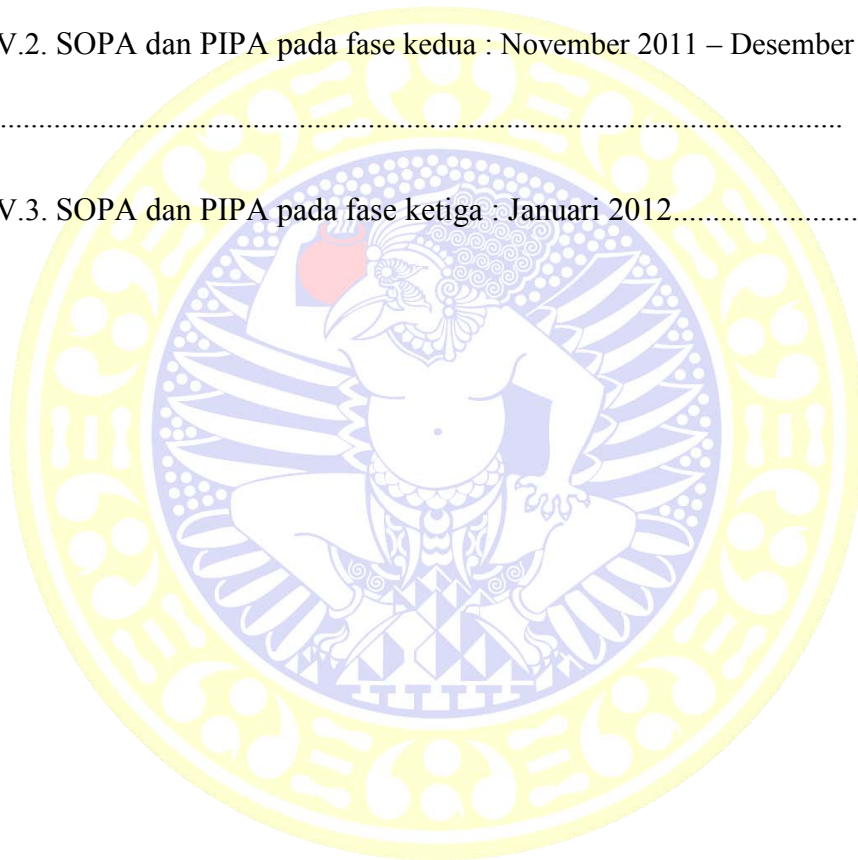 V.2. SOPA dan PIPA pada fase kedua : November 2011 – Desember
...........................................................................................................
V.3. SOPA dan PIPA pada fase ketiga : Januari 2012........................